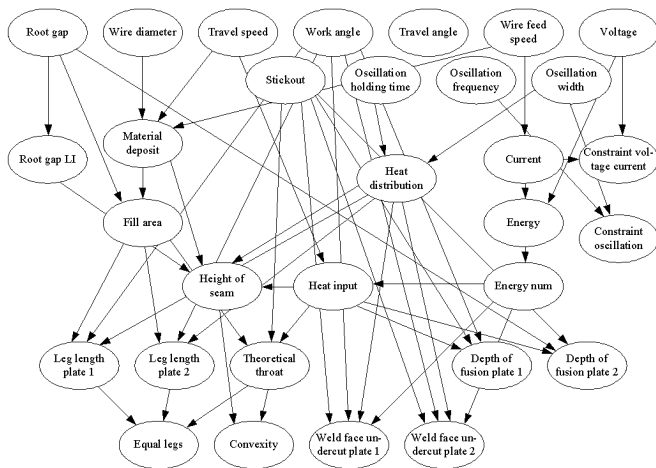 Root gap
Wire diameter
Travel speed
Work angle
Travel angle
Wire feed
speed
Voltage
Stickout
Oscillation
holding time
Oscillation
frequency
Oscillation
width
Material
deposit
Root gap LI
Heat
distribution
Current
Constraint vol-
tage current
Fill area
Energy
Constraint
oscillation
Height of
seam
Heat input
Energy num
Leg length
plate 1
Leg length
plate 2
Theoretical
throat
Depth of
fusion plate 1
Depth of
fusion plate 2
Equal legs
Convexity
Weld face un-
dercut plate 1
Weld face un-
dercut plate 2